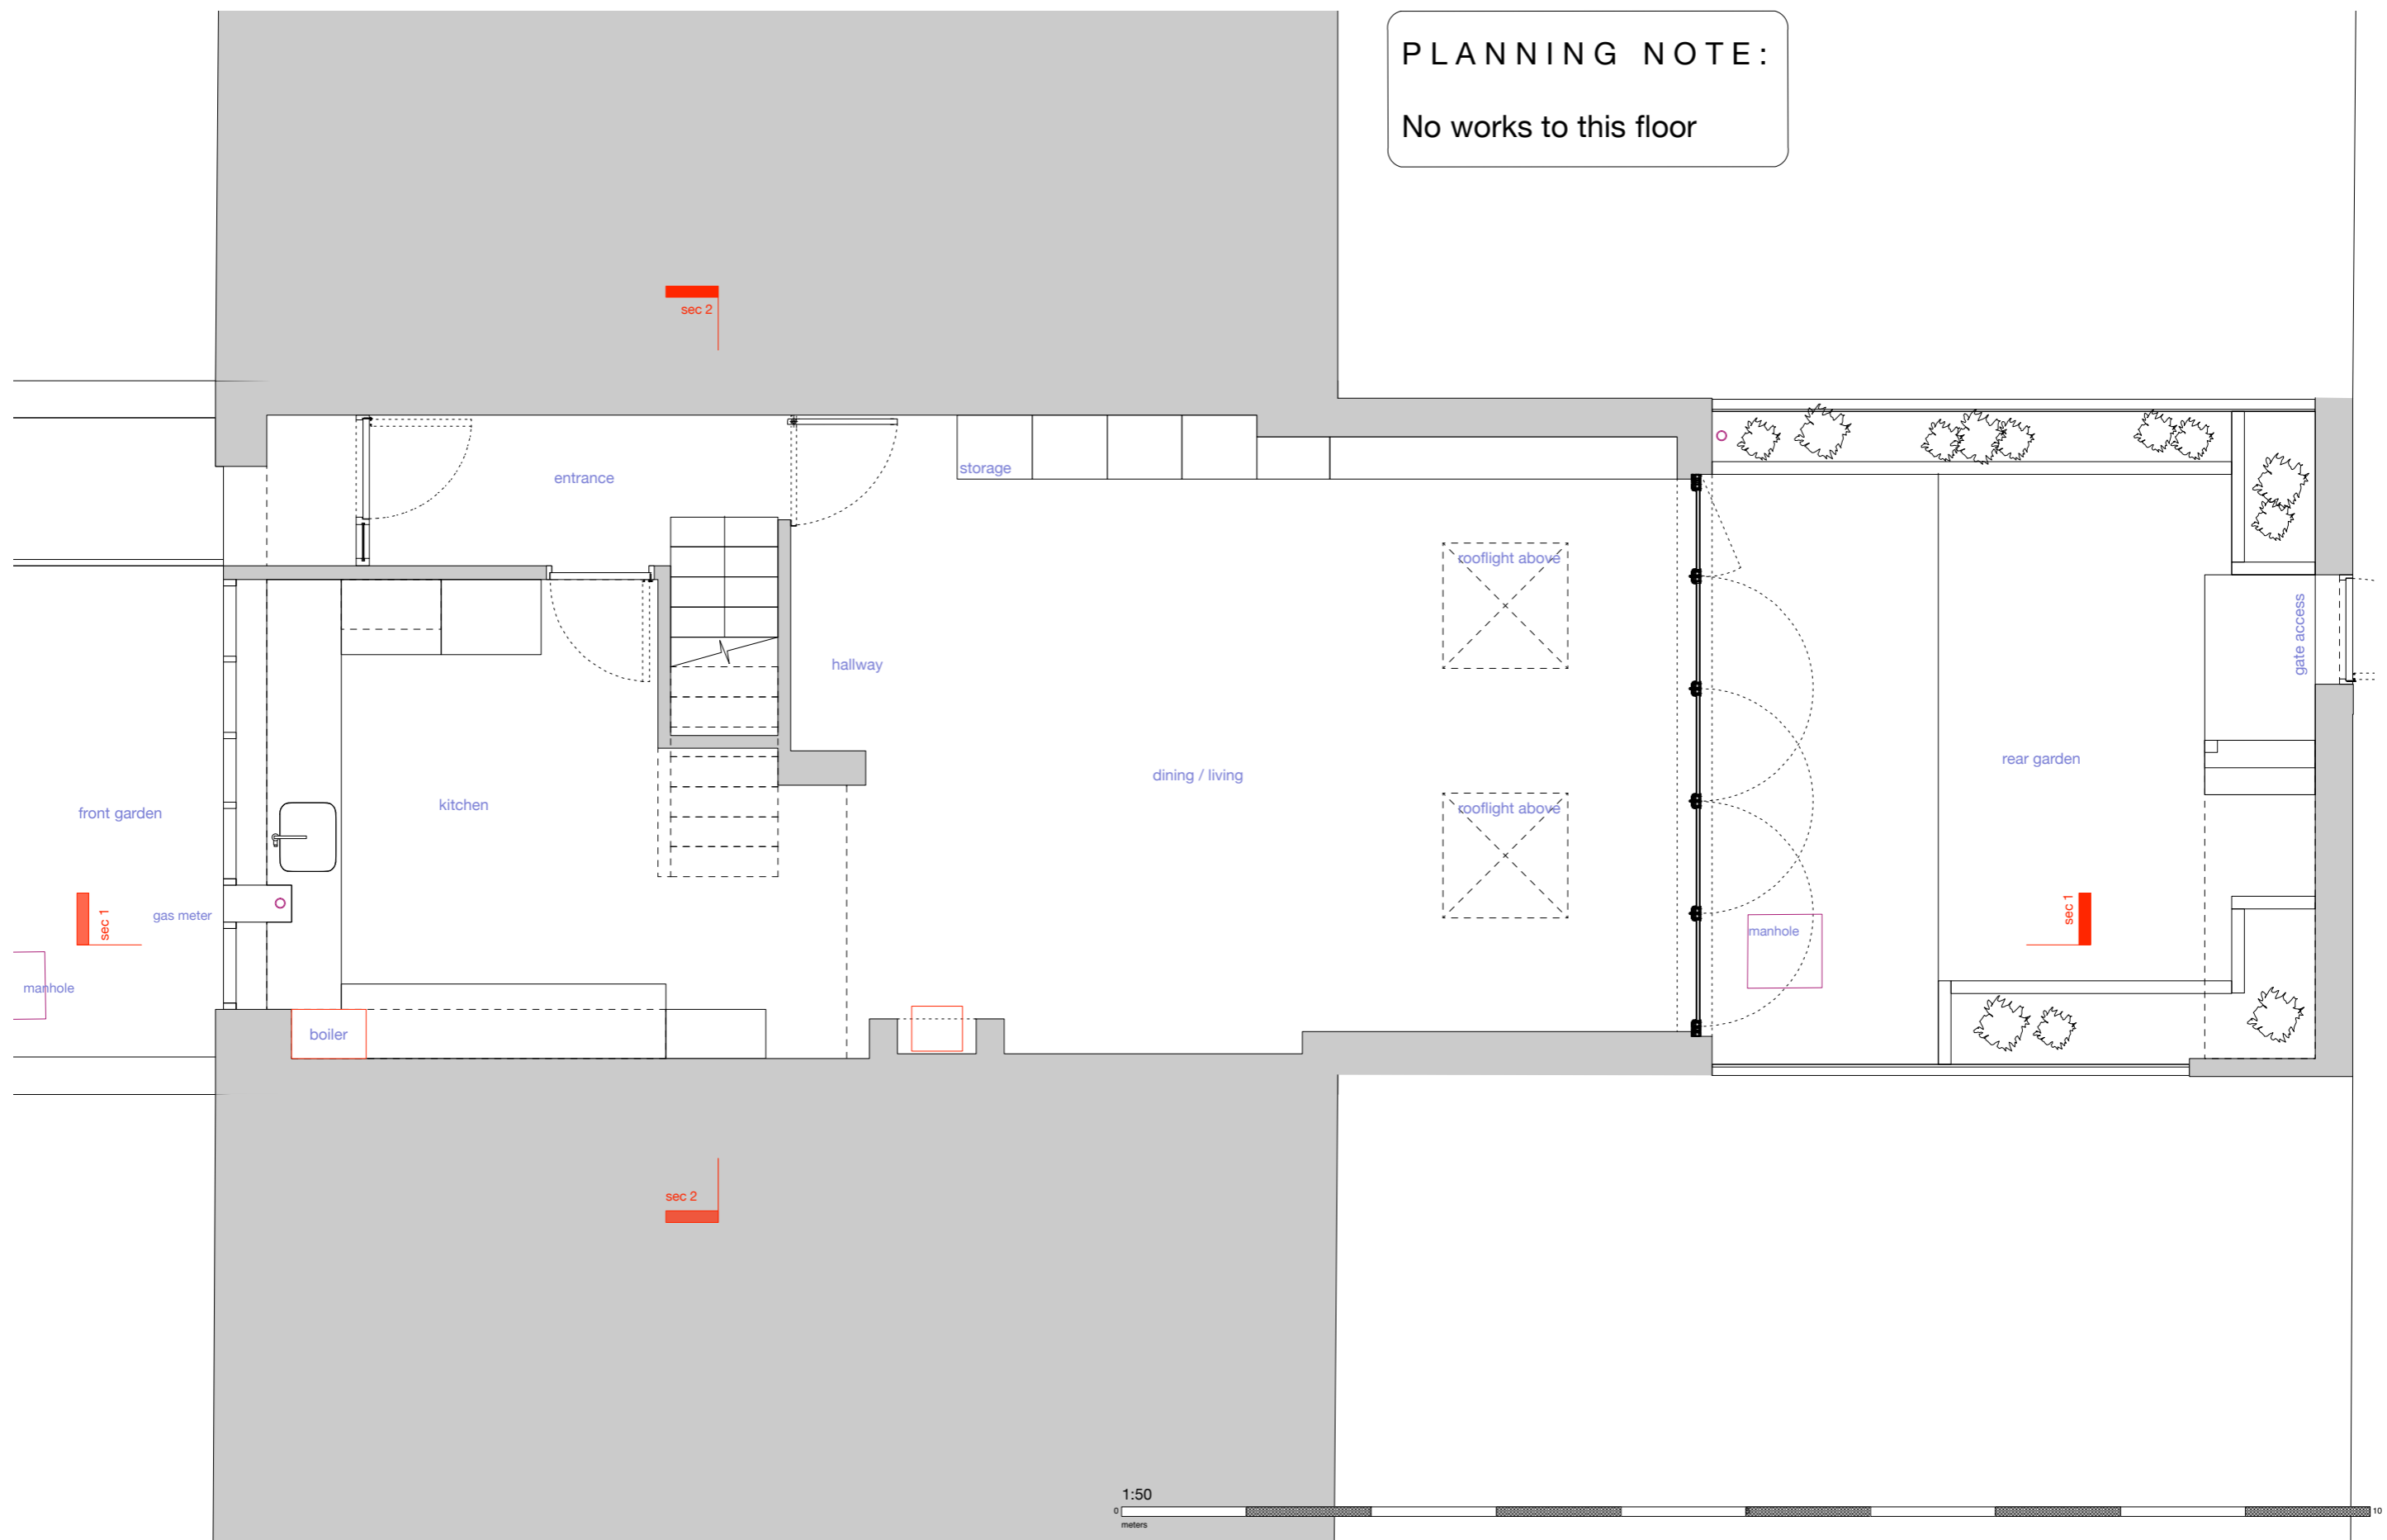 PLANNING NOTE:
No works to this floor
sec 2
storage
entrance
rooflight above
gate access
hallway
rear garden
dining / living
kitchen
rooflight above
front garden
sec 1
gas meter
sec 1
manhole
manhole
boiler
sec 2
1:50
0
10
meters